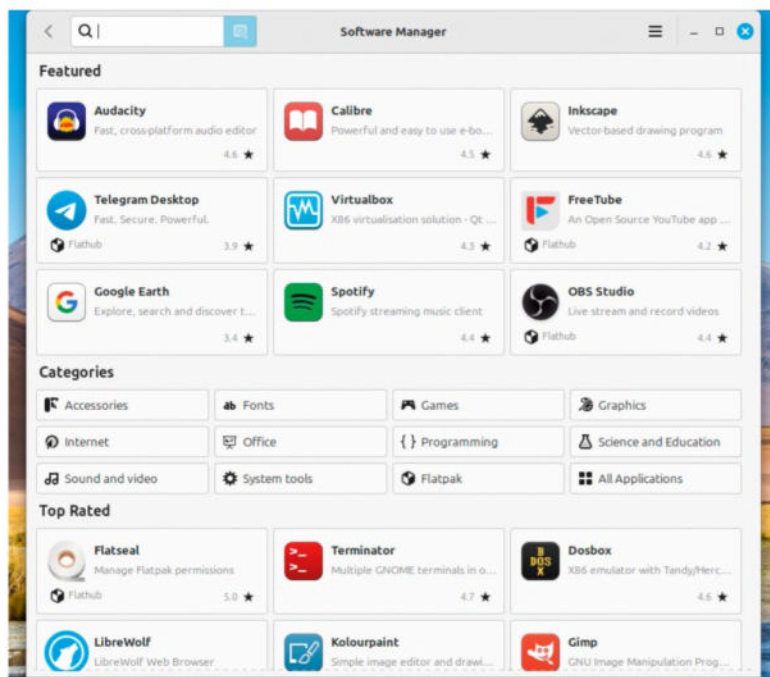 Software Manager
Featured
Audacity
Fast, cross-platform audio editor
4.6 ★
Calibre
Powerful and easy to use e-bo...
4.5 ★
Inkscape
Vector-based drawing program
4.6 ★
Telegram Desktop
Fast. Secure. Powerful.
Flathub 3.9 ★
Virtualbox
X86 virtualisation solution - Qt ...
4.3 ★
FreeTube
An Open Source YouTube app ...
Flathub 4.2 ★
Google Earth
Explore, search and discover t...
3.4 ★
Spotify
Spotify streaming music client
4.4 ★
OBS Studio
Live stream and record videos
Flathub 4.4 ★
Categories
Accessories
ab Fonts
Games
Graphics
Internet
Office
{ } Programming
Science and Education
Sound and video
System tools
Flatpak
All Applications
Top Rated
Flatseal
Manage Flatpak permissions
Flathub 5.0 ★
>_
>_
Terminator
Multiple GNOME terminals in o...
4.7 ★
B
DOS
X
Dosbox
X86 emulator with Tandy/Herc...
4.6 ★
LibreWolf
LibreWolf Web Browser
Kolourpaint
Simple image editor and drawi...
Gimp
GNU Image Manipulation Prog...